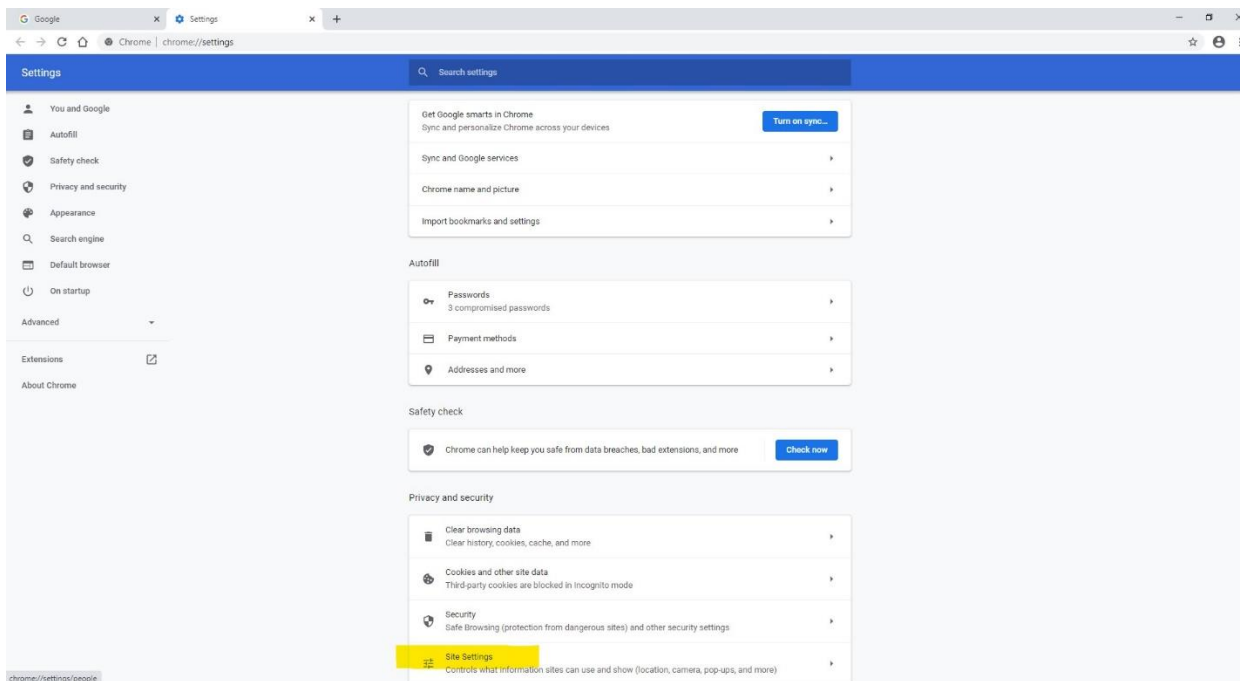 Google
Settings
Chrome | chrome://settings
Settings
Search settings
You and Google
Autofill
Safety check
Privacy and security
Appearance
Search engine
Default browser
On startup
Advanced
Extensions
About Chrome
Get Google smarts in Chrome
Sync and personalize Chrome across your devices
Turn on sync...
Sync and Google services
Chrome name and picture
Import bookmarks and settings
Autofill
Passwords
3 compromised passwords
Payment methods
Addresses and more
Safety check
Chrome can help keep you safe from data breaches, bad extensions, and more
Check now
Privacy and security
Clear browsing data
Clear history, cookies, cache, and more
Cookies and other site data
Third-party cookies are blocked in Incognito mode
Security
Safe Browsing (protection from dangerous sites) and other security settings
Site Settings
Controls what information sites can use and show (location, camera, pop-ups, and more)
chrome://settings/people